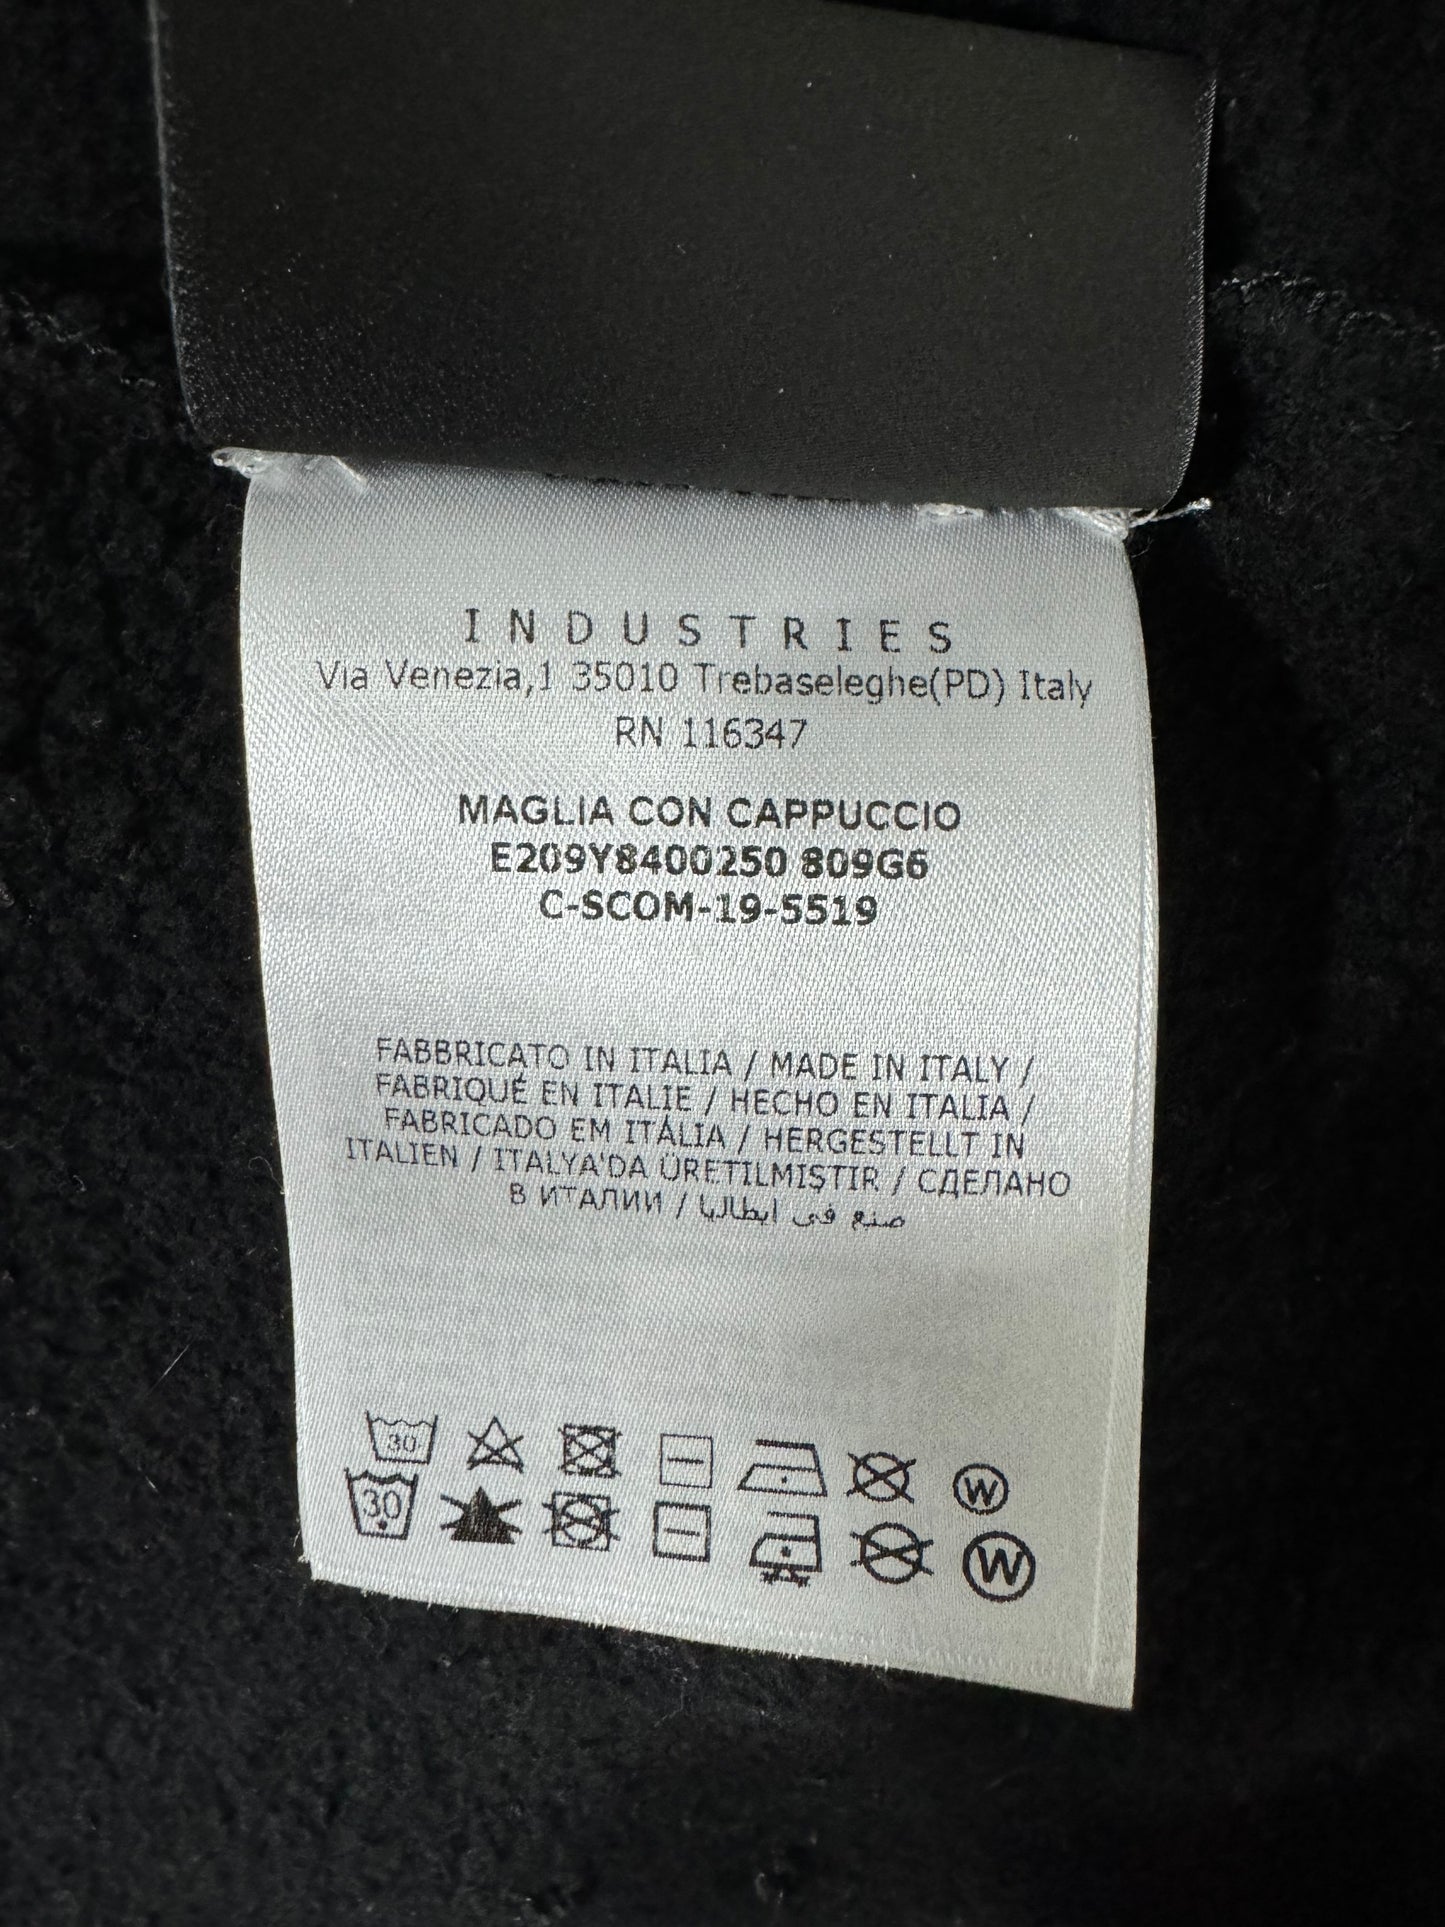 INDUSTRIES
Via Venezia,1 35010 Trebaseleghe(PD) Italy
RN 116347
MAGLIA CON CAPPUCCIO
E209Y8400250 809G6
C-SCOM-19-5519
FABBRICATO IN ITALIA / MADE IN ITALY /
FABRIQUÉ EN ITALIE / HECHO EN ITALIA /
FABRICADO EM ITÁLIA / HERGESTELLT IN
ITALIEN / ITALYA'DA ÜRETILMIŞTIR / СДЕЛАНО
В ИТАЛИИ / صنع في ايطاليا
30 W
30 W